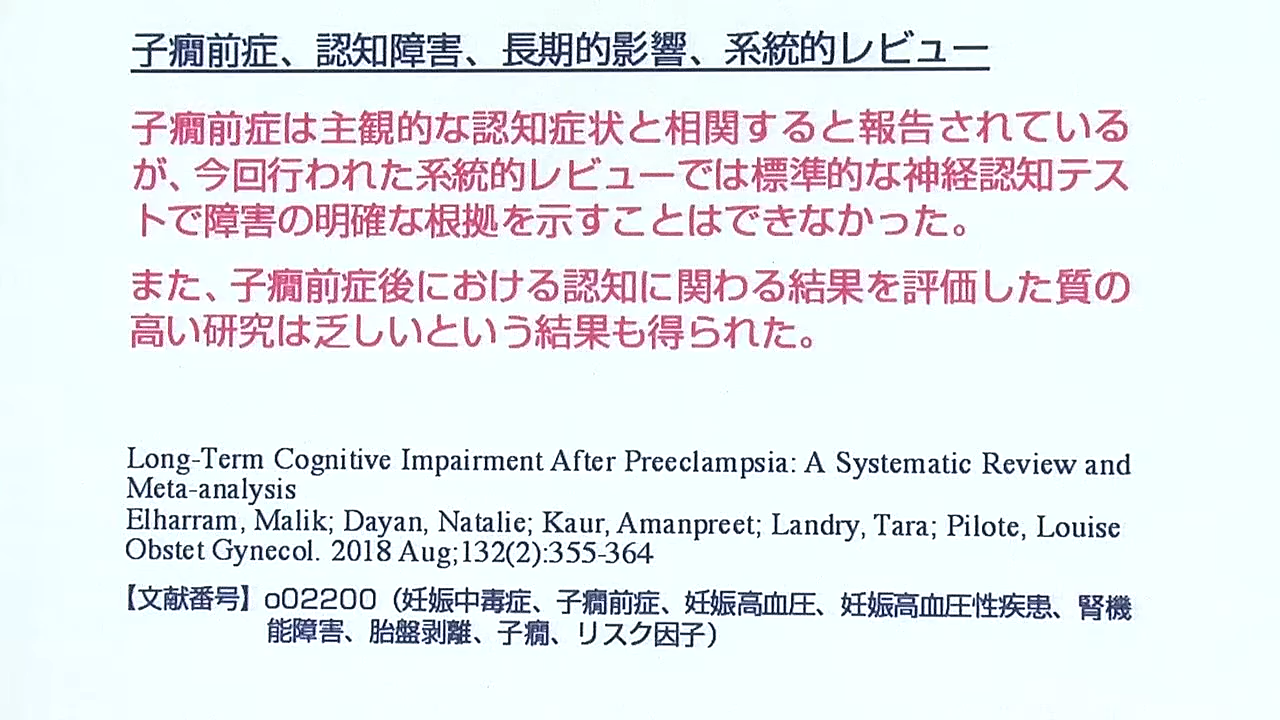 子癇前症、認知障害、長期的影響、系統的レビュー
子癇前症は主観的な認知症状と相関すると報告されている
が、今回行われた系統的レビューでは標準的な神経認知テス
トで障害の明確な根拠を示すことはできなかった。
また、子癇前症後における認知に関わる結果を評価した質の
高い研究は乏しいという結果も得られた。
Long-Term Cognitive Impairment After Preeclampsia: A Systematic Review and
Meta-analysis
Elharram, Malik; Dayan, Natalie; Kaur, Amanpreet; Landry, Tara; Pilote, Louise
Obstet Gynecol. 2018 Aug;132(2):355-364
【文献番号】o02200（妊娠中毒症、子癇前症、妊娠高血圧、妊娠高血圧性疾患、腎機
能障害、胎盤剥離、子癇、リスク因子）